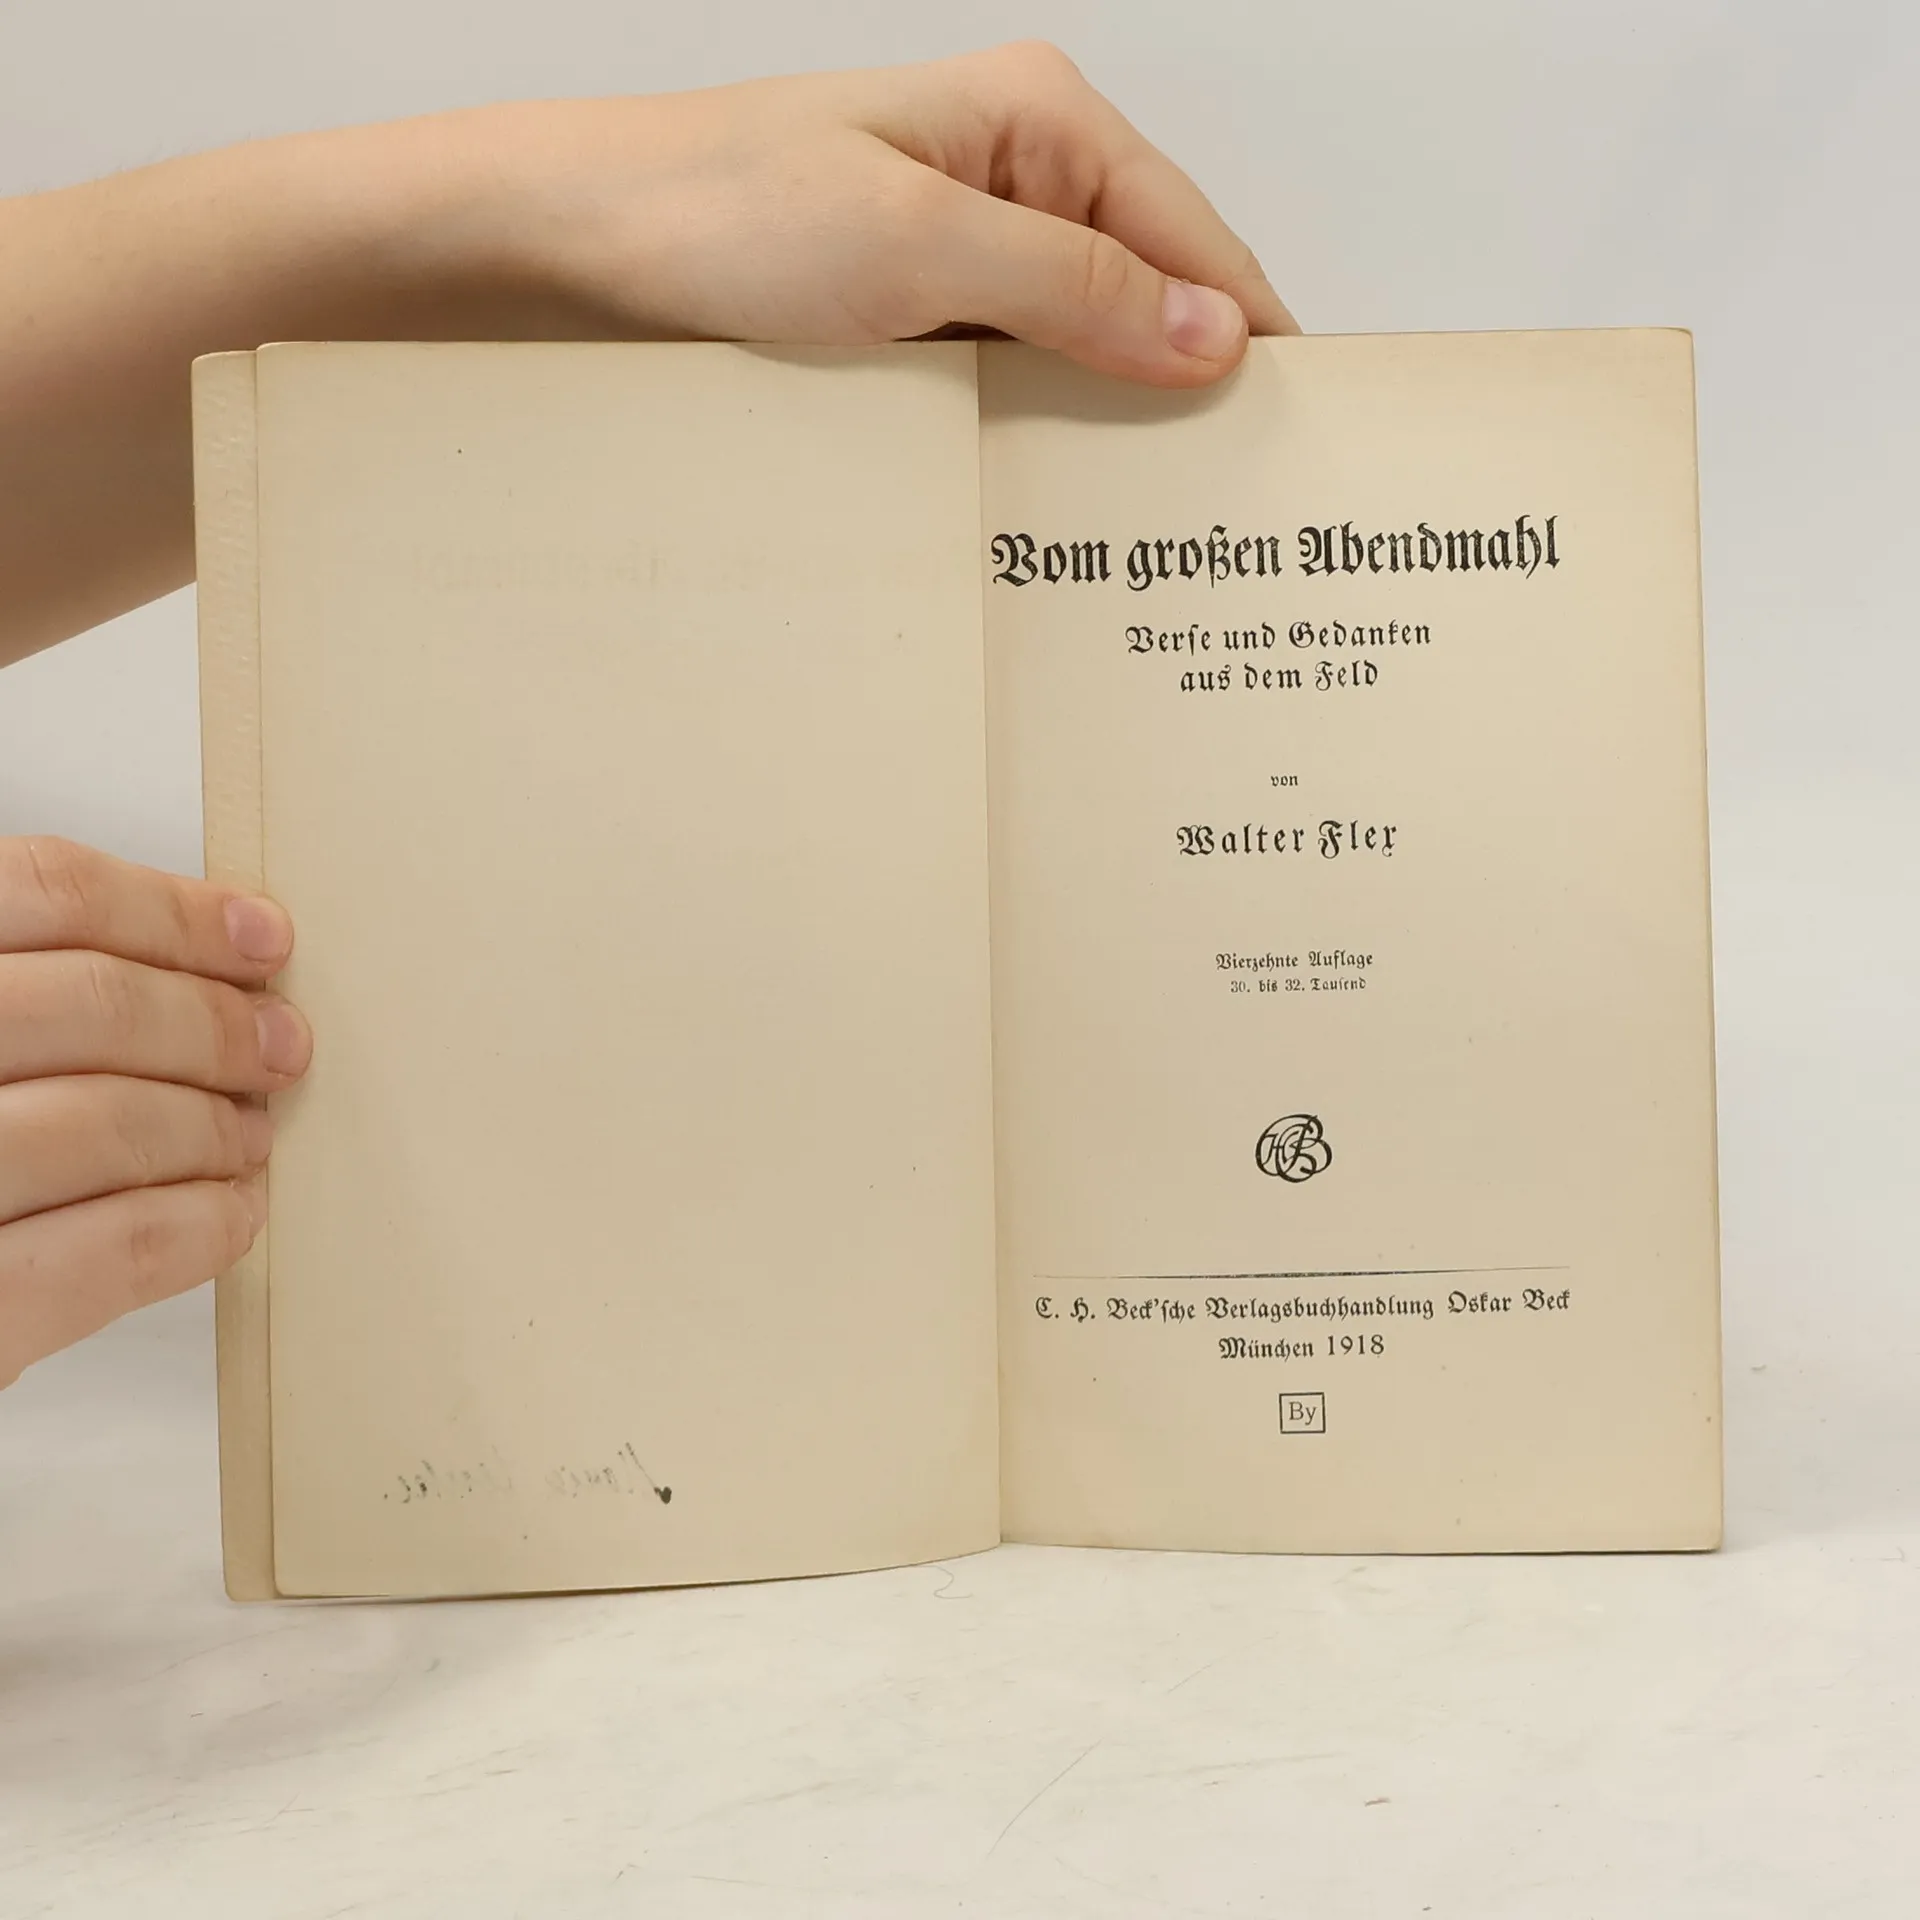 Vom großen Abendmahl
Verse und Gedanken
aus dem Feld
von
Walter Flex
Vierzehnte Auflage
30. bis 32. Tausend
C. H. Beck'sche Verlagsbuchhandlung Oskar Beck
München 1918
By